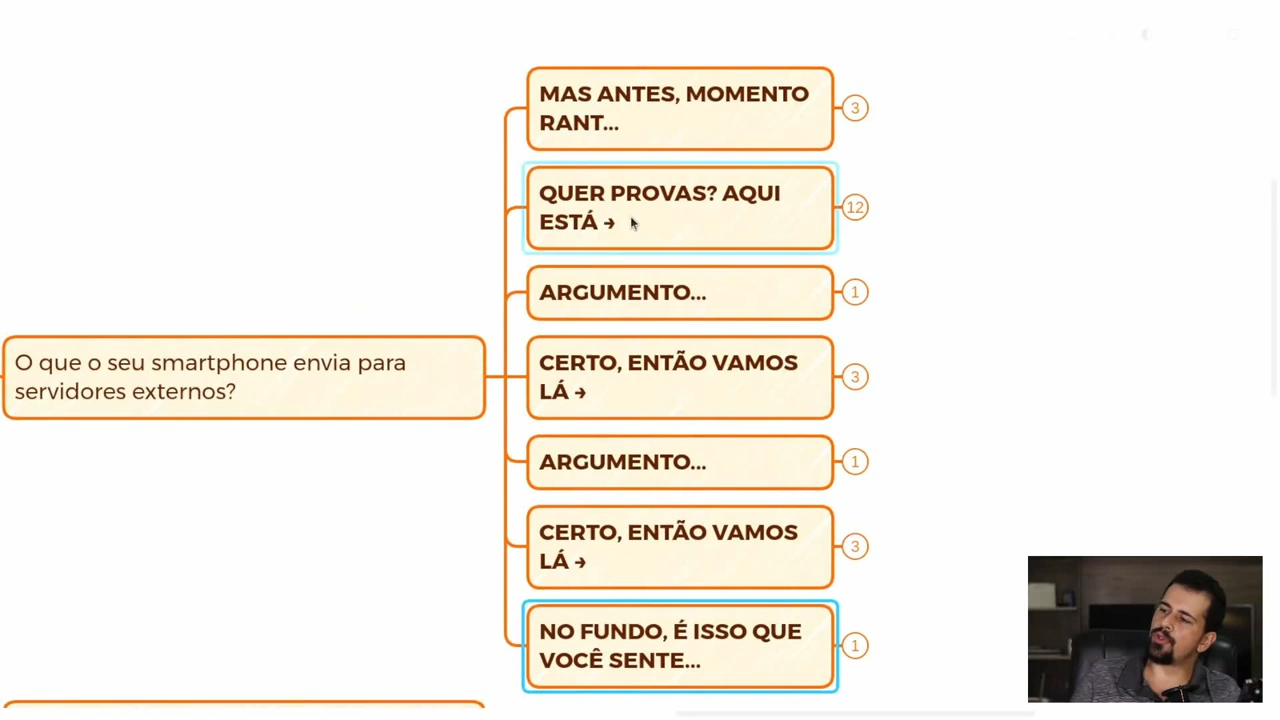 MAS ANTES, MOMENTO
RANT...
3
QUER PROVAS? AQUI
ESTÁ →
12
ARGUMENTO...
1
O que o seu smartphone envia para
servidores externos?
CERTO, ENTÃO VAMOS
LÁ →
3
ARGUMENTO...
1
CERTO, ENTÃO VAMOS
LÁ →
3
NO FUNDO, É ISSO QUE
VOCÊ SENTE...
1